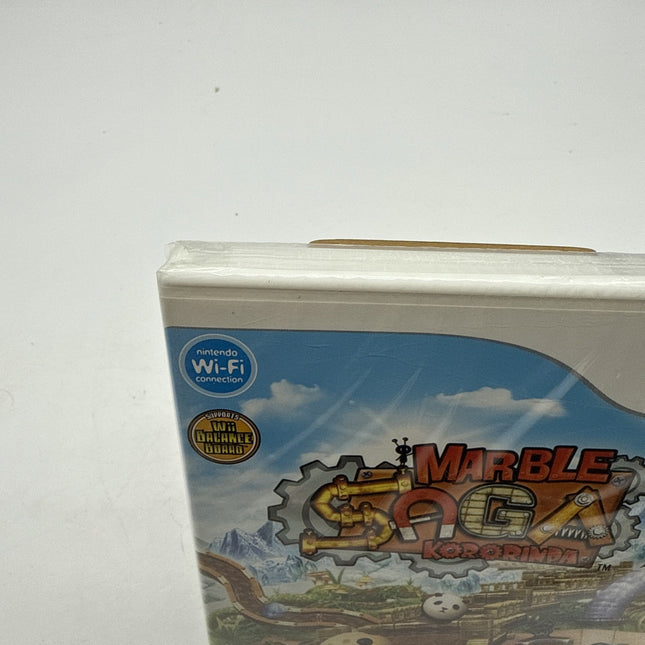 nintendo
Wi-Fi
connection
SUPPORTS
Wii
BALANCE
BOARD
MARBLE
SAGA
KORORINPA
TM